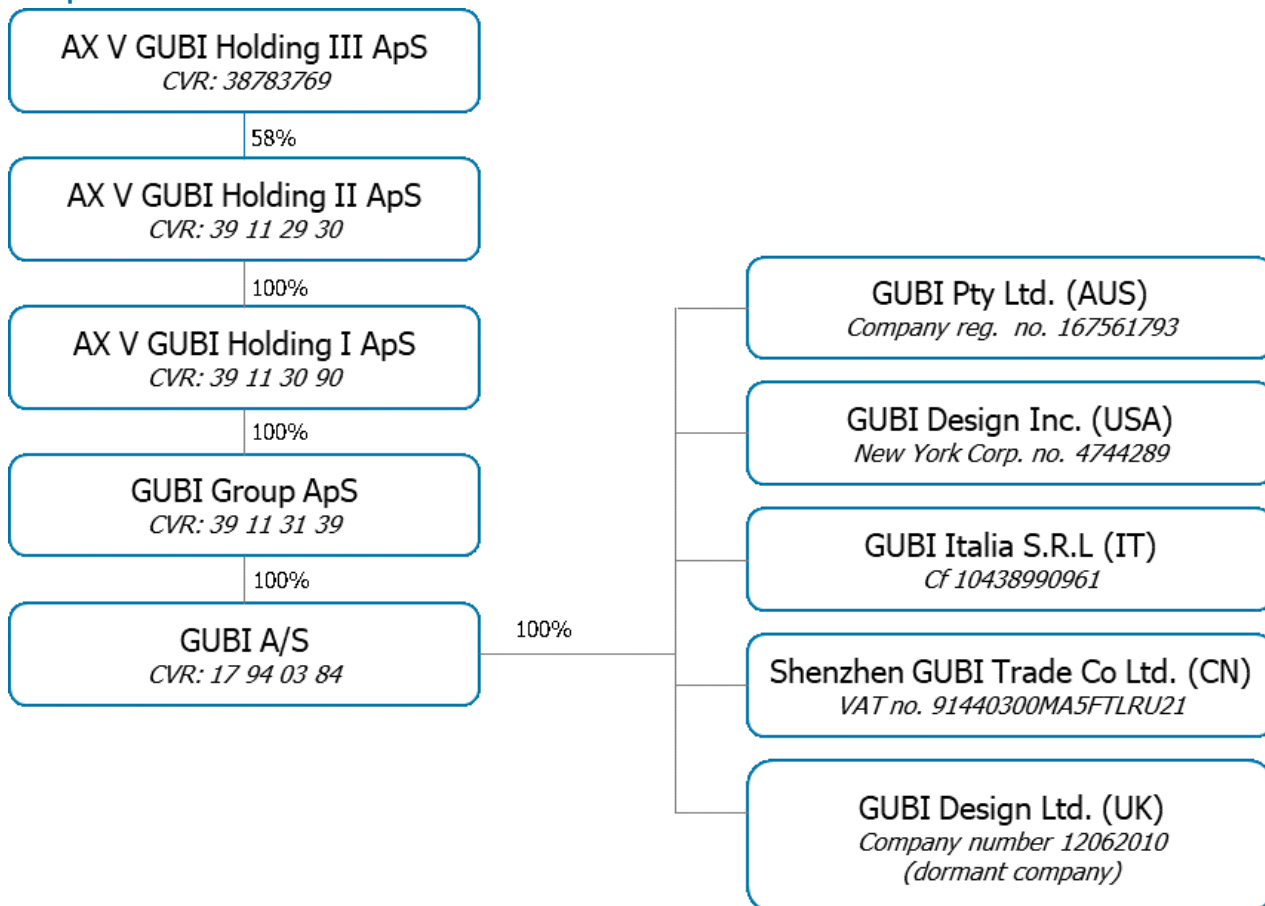 AX V GUBI Holding III ApS
CVR: 38783769
58%
AX V GUBI Holding II ApS
CVR: 39 11 29 30
100%
AX V GUBI Holding I ApS
CVR: 39 11 30 90
100%
GUBI Group ApS
CVR: 39 11 31 39
100%
GUBI A/S
CVR: 17 94 03 84
100%
GUBI Pty Ltd. (AUS)
Company reg. no. 167561793
GUBI Design Inc. (USA)
New York Corp. no. 4744289
GUBI Italia S.R.L (IT)
Cf 10438990961
Shenzhen GUBI Trade Co Ltd. (CN)
VAT no. 91440300MA5FTLRU21
GUBI Design Ltd. (UK)
Company number 12062010
(dormant company)